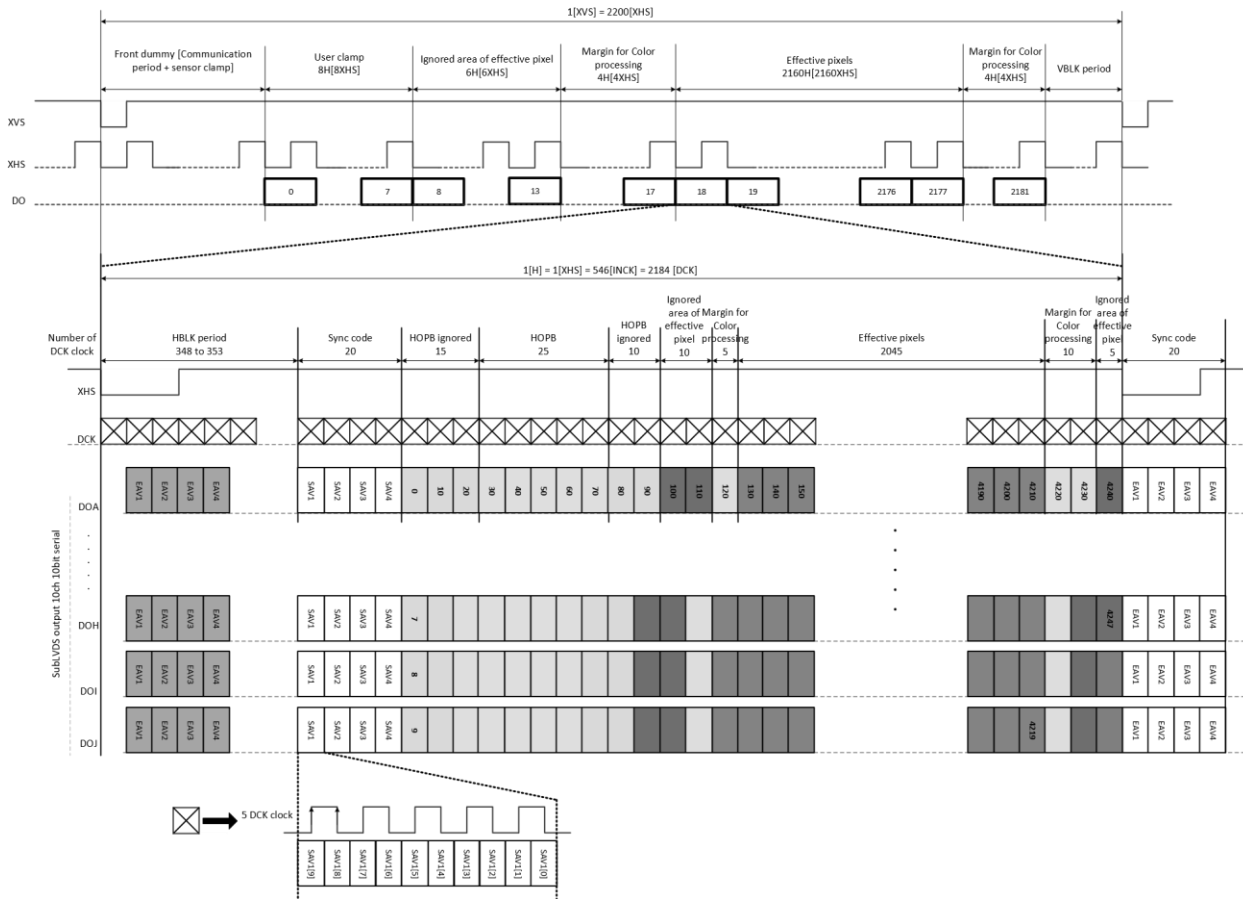 1[XVS] = 2200[XHS]
Front dummy [Communication
period + sensor clamp]
User clamp
8H[8XHS]
Ignored area of effective pixel
6H[6XHS]
Margin for Color
processing
4H[4XHS]
Effective pixels
2160H[2160XHS]
Margin for Color
processing
4H[4XHS]
VBLK period
XVS
XHS
DO
0
7
8
13
17
18
19
2176
2177
2181
1[H] = 1[XHS] = 546[INCK] = 2184 [DCK]
Number of
DCK clock
HBLK period
348 to 353
Sync code
20
HOPB ignored
15
HOPB
25
HOPB
ignored
10
Ignored
area of
effective
pixel
10
Margin for
Color
processing
5
Effective pixels
2045
Margin for
Color
processing
10
Ignored
area of
effective
pixel
5
Sync code
20
XHS
DCK
SubLVDS output 10ch 10bit serial
DOA
EAV1
EAV2
EAV3
EAV4
SAV1
SAV2
SAV3
SAV4
0
10
20
30
40
50
60
70
80
90
100
110
120
130
140
150
4190
4200
4210
4220
4230
4240
EAV1
EAV2
EAV3
EAV4
DOH
EAV1
EAV2
EAV3
EAV4
SAV1
SAV2
SAV3
SAV4
7
4247
EAV1
EAV2
EAV3
EAV4
DOI
EAV1
EAV2
EAV3
EAV4
SAV1
SAV2
SAV3
SAV4
8
EAV1
EAV2
EAV3
EAV4
DOJ
EAV1
EAV2
EAV3
EAV4
SAV1
SAV2
SAV3
SAV4
9
4219
EAV1
EAV2
EAV3
EAV4
5 DCK clock
SAV1[9]
SAV1[8]
SAV1[7]
SAV1[6]
SAV1[5]
SAV1[4]
SAV1[3]
SAV1[2]
SAV1[1]
SAV1[0]